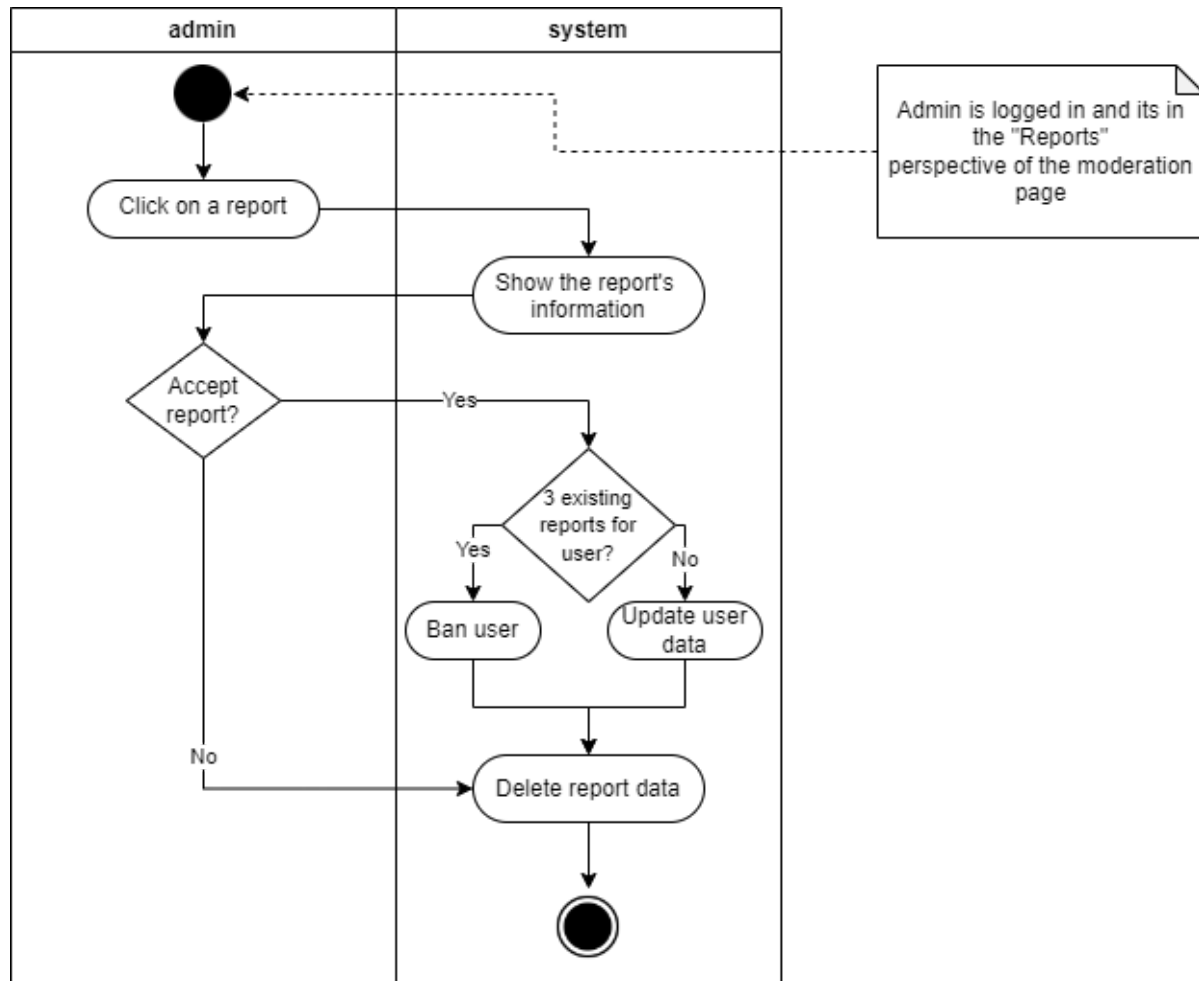 admin
system
Admin is logged in and its in
the "Reports"
perspective of the moderation
page
Click on a report
Show the report's
information
Accept
report?
Yes
3 existing
reports for
user?
Yes
No
Ban user
Update user
data
No
Delete report data